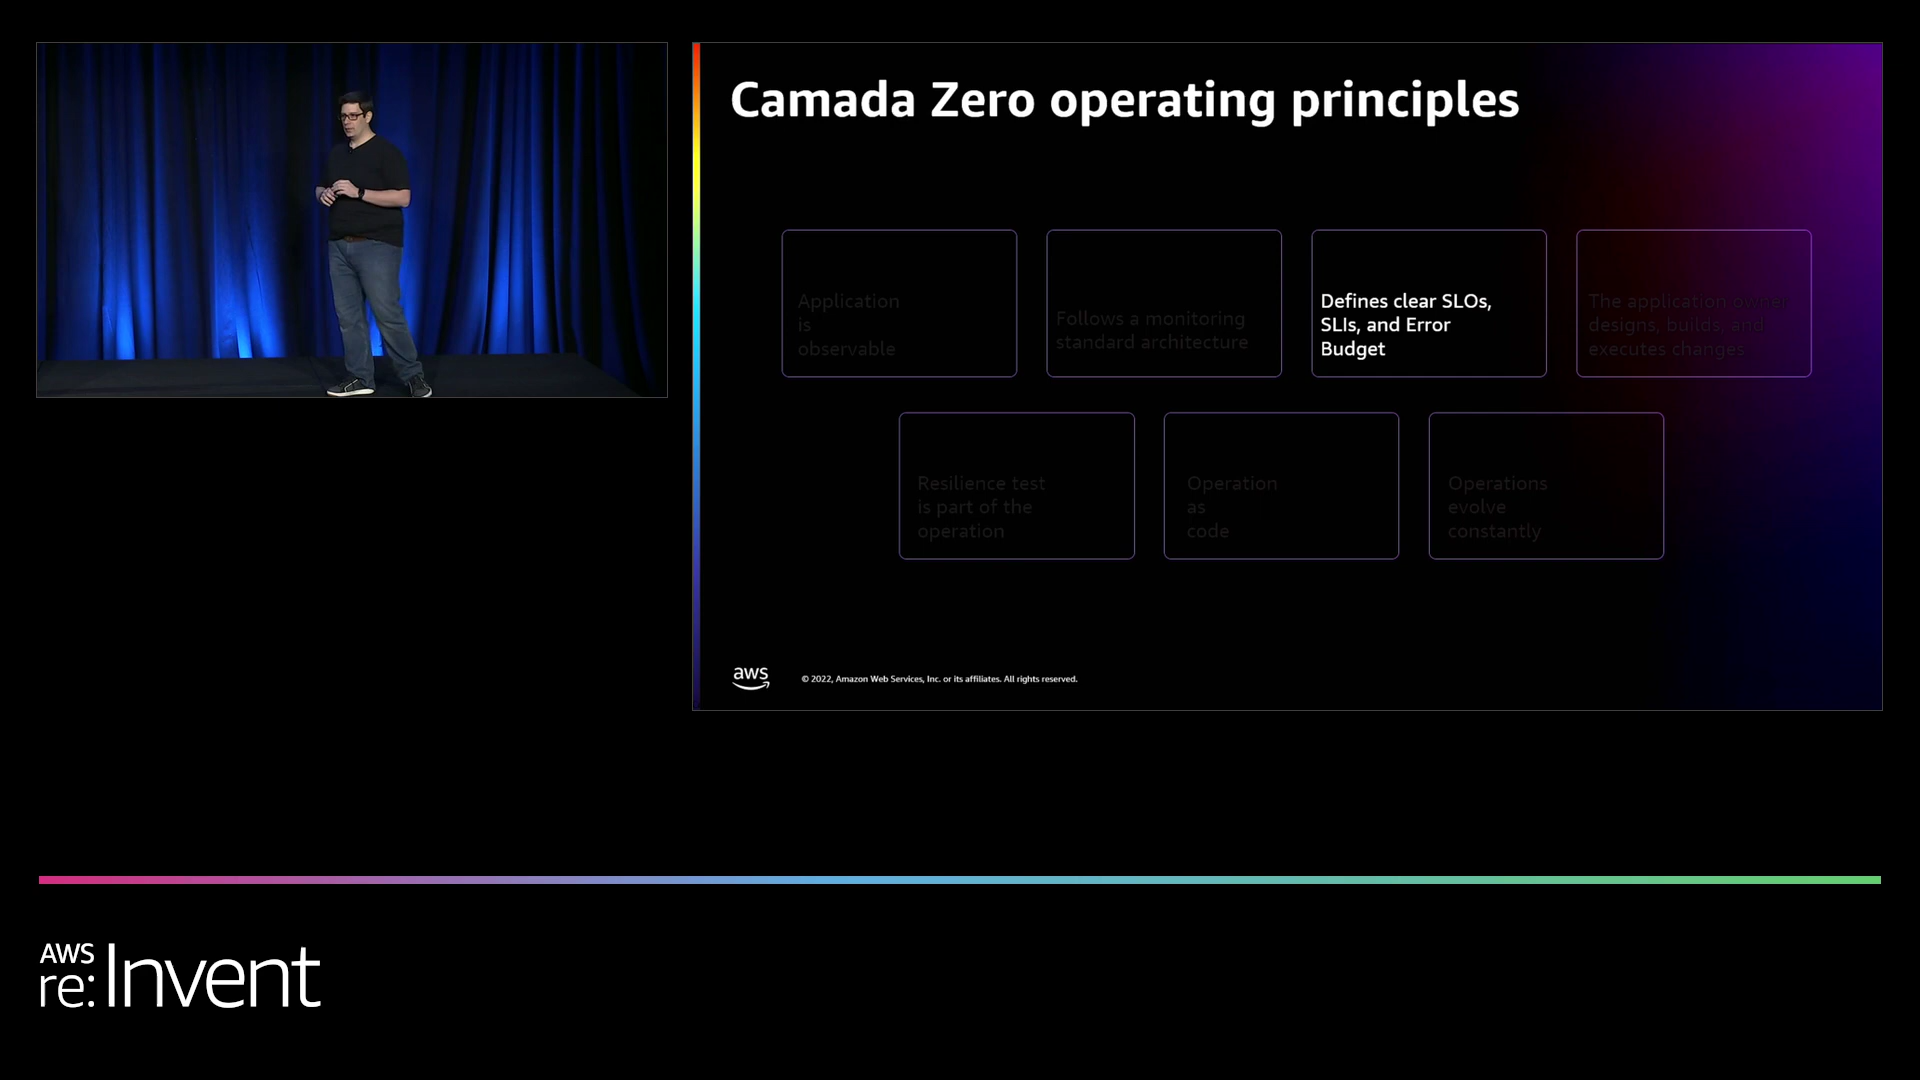 Camada Zero operating principles
Application
is
observable
Follows a monitoring
standard architecture
Defines clear SLOs,
SLIs, and Error
Budget
The application owner
designs, builds, and
executes changes
Resilience test
is part of the
operation
Operation
as
code
Operations
evolve
constantly
aws
© 2022, Amazon Web Services, Inc. or its affiliates. All rights reserved.
AWS
re:Invent